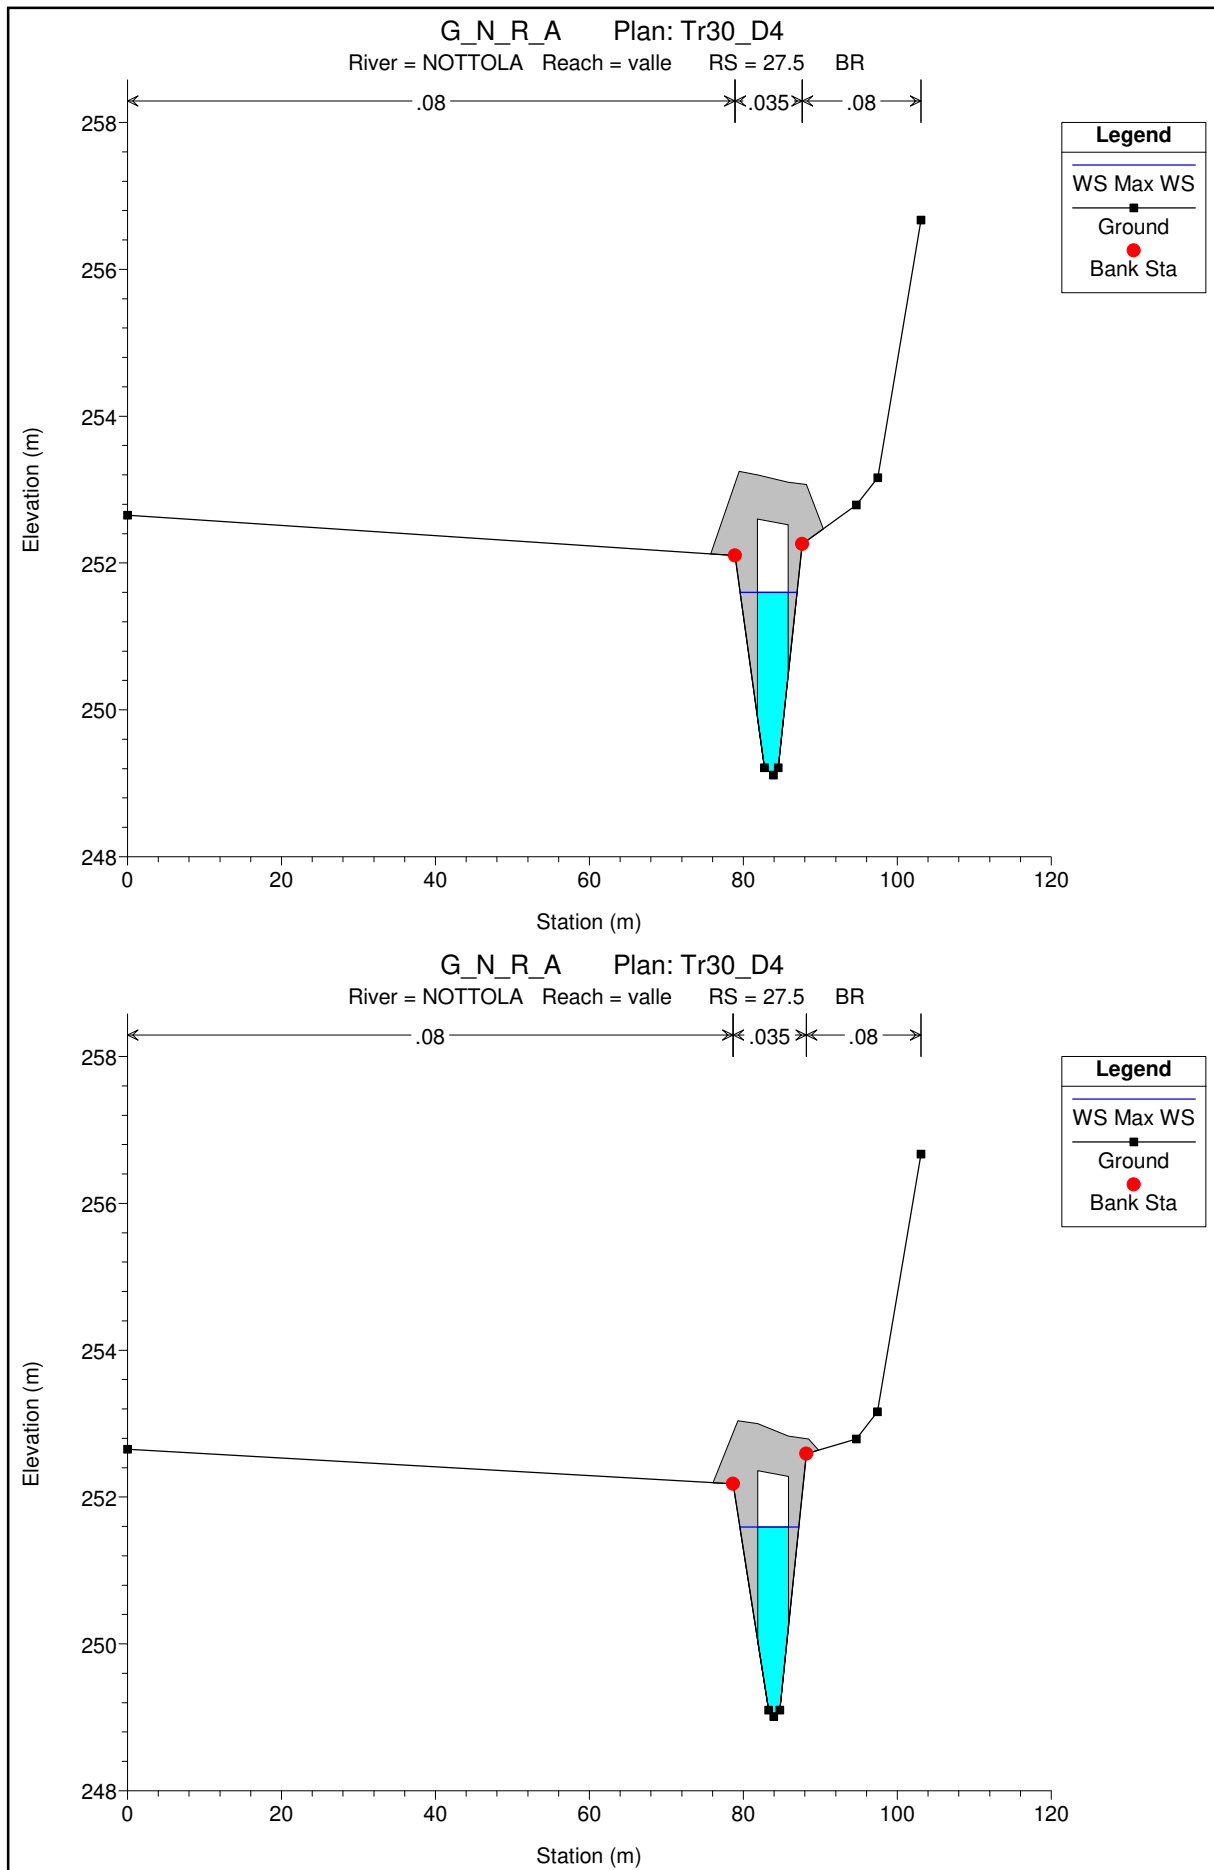 G_N_R_A Plan: Tr30_D4
River = NOTTOLA Reach = valle RS = 27.5 BR
.08 .035 .08
258
256
254
252
250
248
Elevation (m)
0 20 40 60 80 100 120
Station (m)
Legend
WS Max WS
Ground
Bank Sta
G_N_R_A Plan: Tr30_D4
River = NOTTOLA Reach = valle RS = 27.5 BR
.08 .035 .08
258
256
254
252
250
248
Elevation (m)
0 20 40 60 80 100 120
Station (m)
Legend
WS Max WS
Ground
Bank Sta